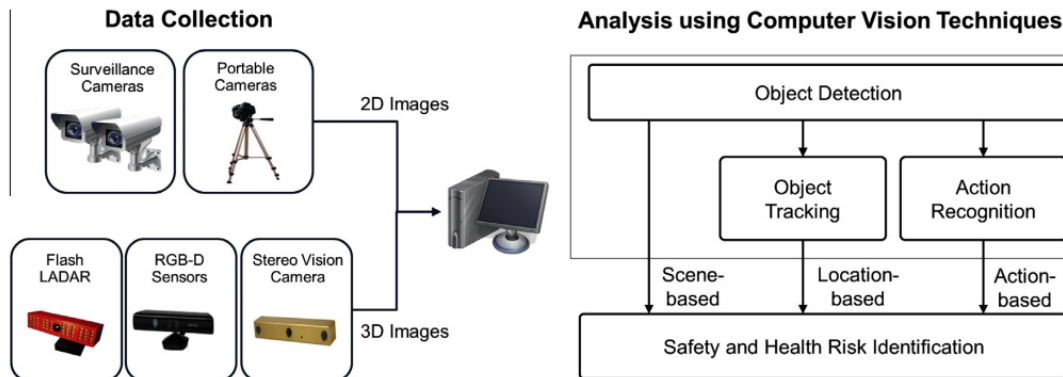 Data Collection
Surveillance
Cameras
Portable
Cameras
2D Images
Flash
LADAR
RGB-D
Sensors
Stereo Vision
Camera
3D Images
Analysis using Computer Vision Techniques
Object Detection
Object
Tracking
Action
Recognition
Scene-
based
Location-
based
Action-
based
Safety and Health Risk Identification